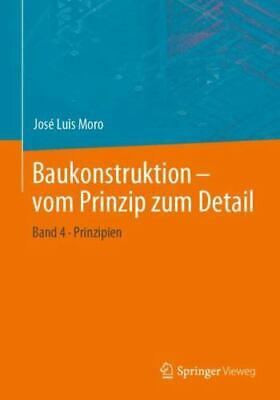 José Luis Moro
Baukonstruktion –
vom Prinzip zum Detail
Band 4 - Prinzipien
Springer Vieweg